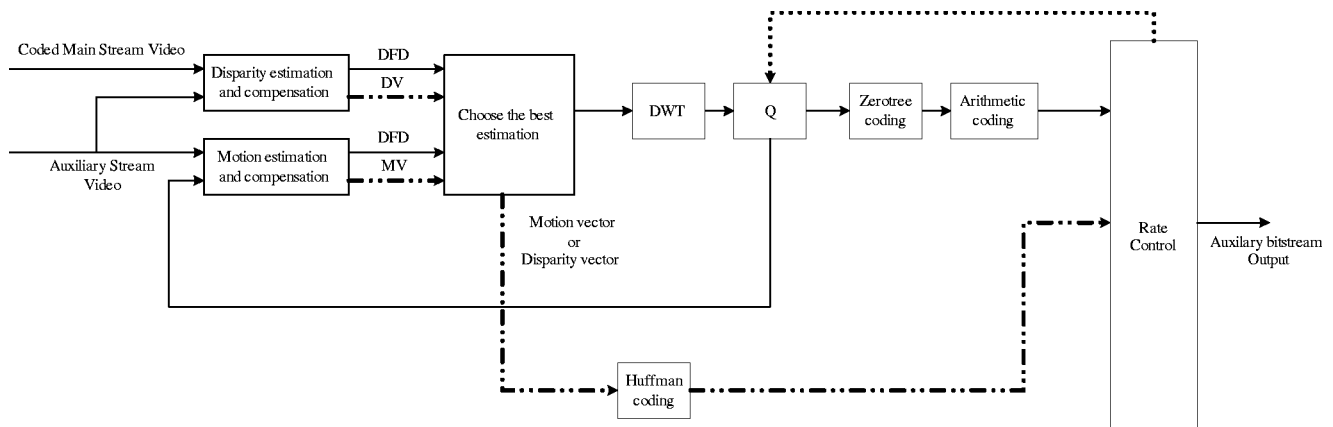 Coded Main Stream Video
Disparity estimation
and compensation
DFD
DV
Auxiliary Stream
Video
Motion estimation
and compensation
DFD
MV
Choose the best
estimation
Motion vector
or
Disparity vector
DWT
Q
Zerotree
coding
Arithmetic
coding
Huffman
coding
Rate
Control
Auxilary bitstream
Output